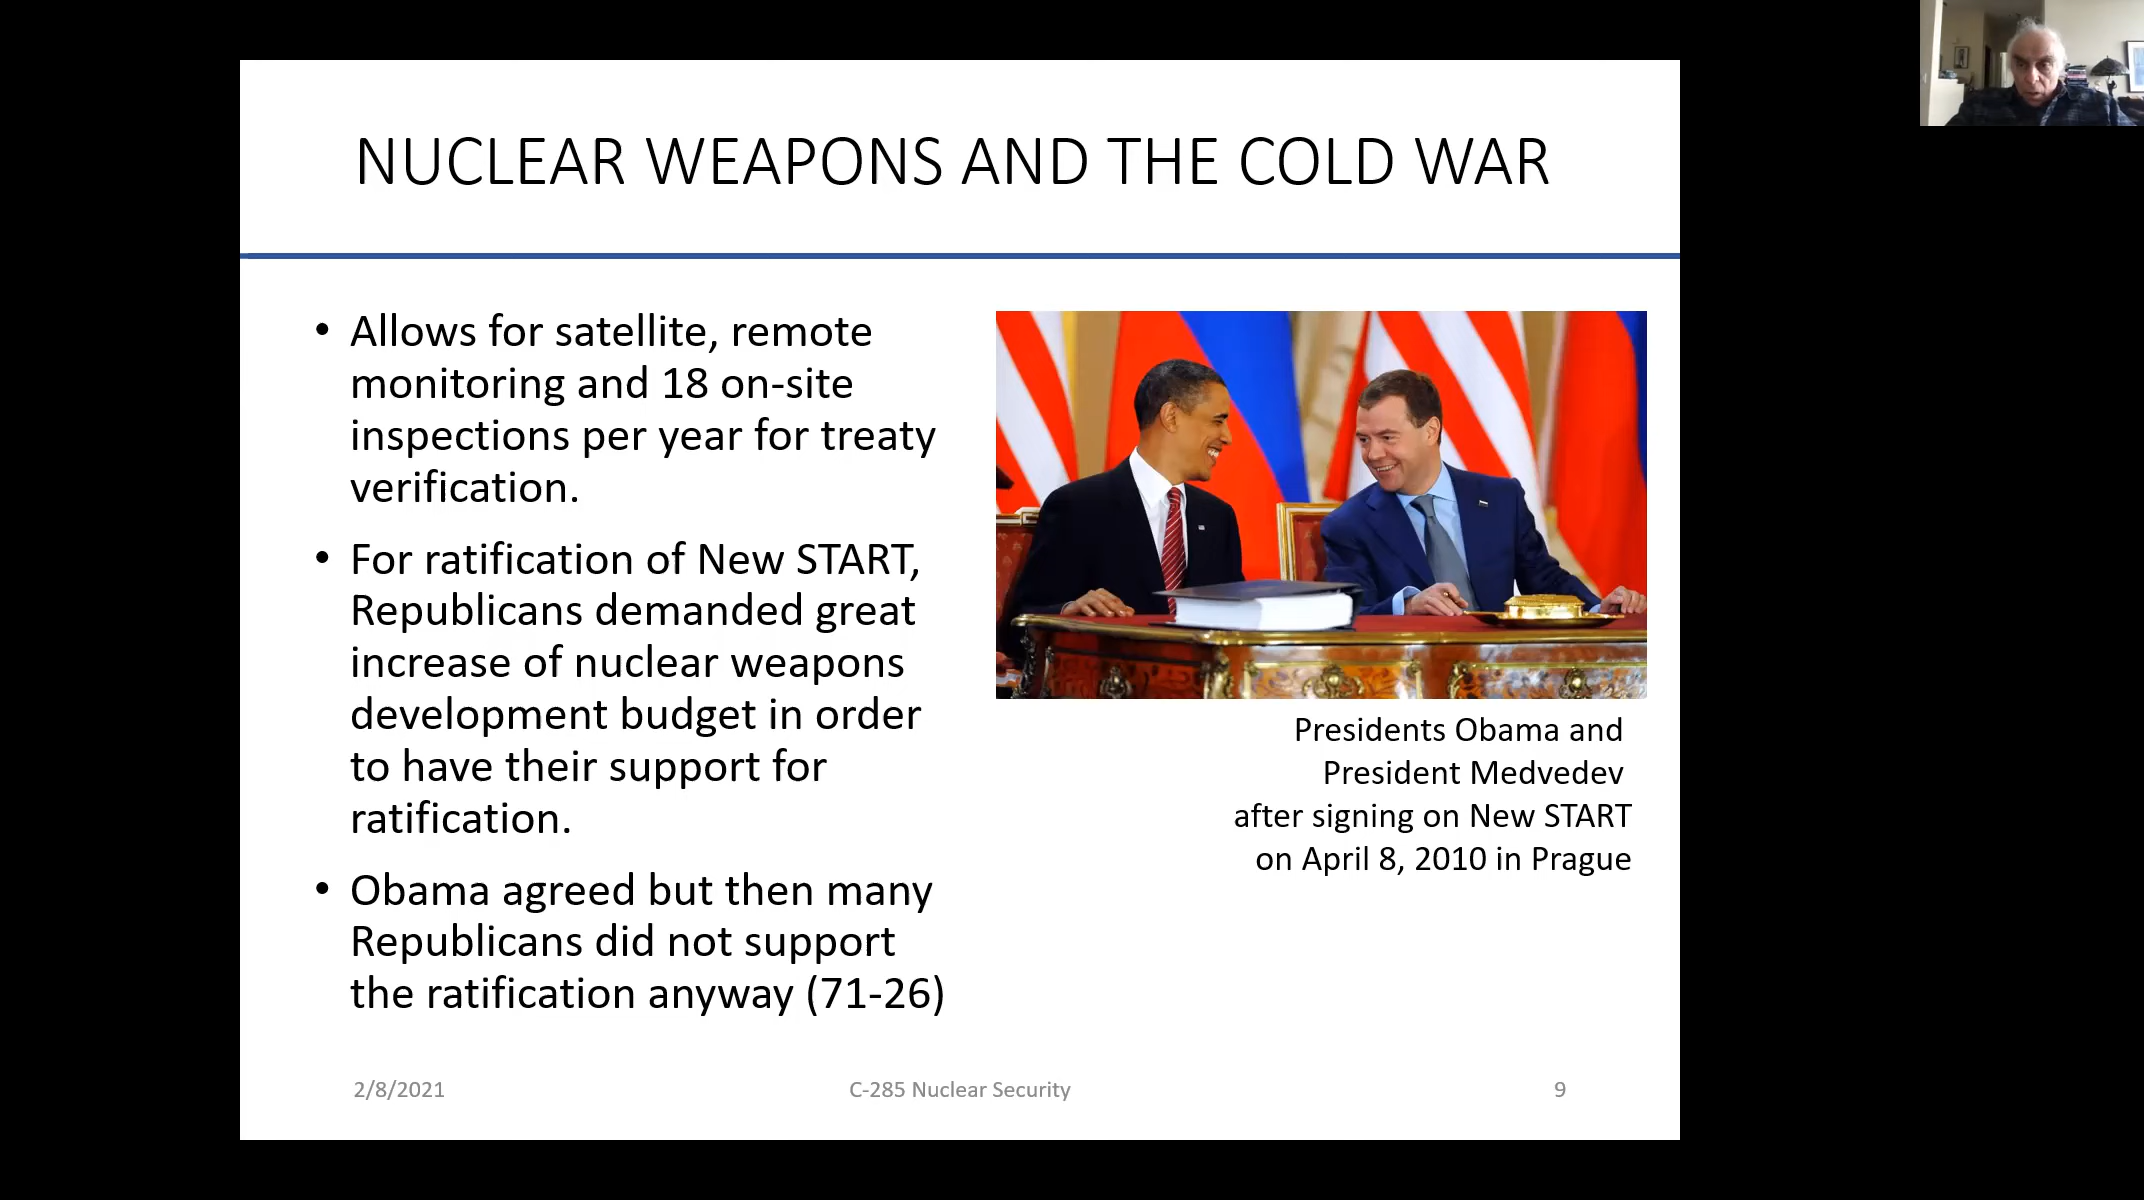 NUCLEAR WEAPONS AND THE COLD WAR
• Allows for satellite, remote
monitoring and 18 on-site
inspections per year for treaty
verification.
• For ratification of New START,
Republicans demanded great
increase of nuclear weapons
development budget in order
to have their support for
ratification.
• Obama agreed but then many
Republicans did not support
the ratification anyway (71-26)
Presidents Obama and
President Medvedev
after signing on New START
on April 8, 2010 in Prague
2/8/2021
C-285 Nuclear Security
9